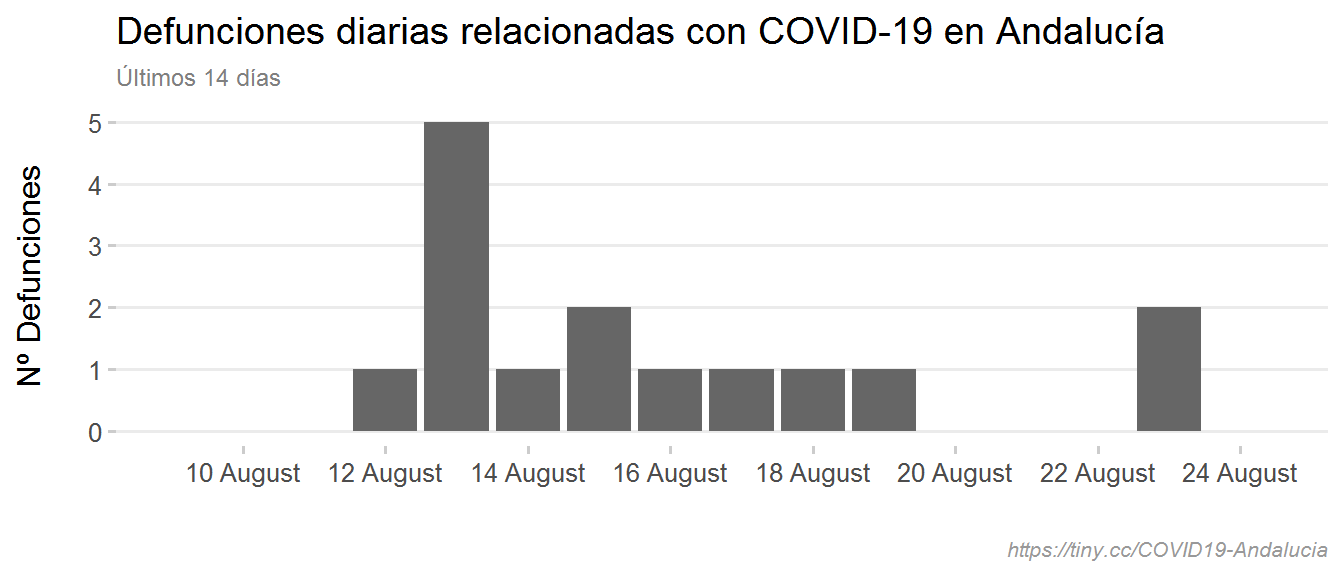 Defunciones diarias relacionadas con COVID-19 en Andalucía
Últimos 14 días
Nº Defunciones
5
4
3
2
1
0
10 August 12 August 14 August 16 August 18 August 20 August 22 August 24 August
https://tiny.cc/COVID19-Andalucia